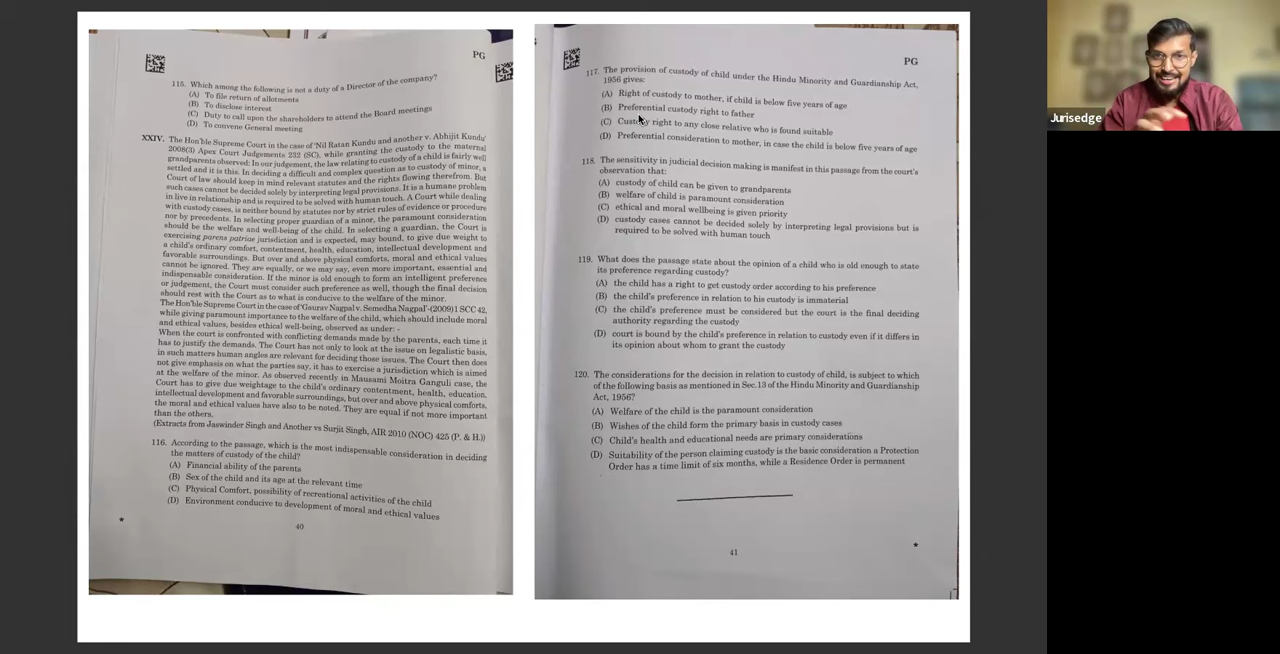 PG
115. Which among the following is not a duty of a Director of the company?
(A) To file return of allotments
(B) To disclose interest
(C) Duty to call upon the shareholders to attend the Board meetings
(D) To convene General meeting
XXIV. The Hon'ble Supreme Court in the case of 'Nil Ratan Kundu and another v. Abhijit Kundu'
2008(3) Apex Court Judgements 232 (SC), while granting the custody to the maternal
grandparents observed: In our judgement, the law relating to custody of a child is fairly well
settled and it is this. In deciding a difficult and complex question as to custody of minor, a
Court of law should keep in mind relevant statutes and the rights flowing therefrom. But
such cases cannot be decided solely by interpreting legal provisions. It is a humane problem
in live in relationship and is required to be solved with human touch. A Court while dealing
with custody cases, is neither bound by statutes nor by strict rules of evidence or procedure
nor by precedents. In selecting proper guardian of a minor, the paramount consideration
should be the welfare and well-being of the child. In selecting a guardian, the Court is
exercising parens patriae jurisdiction and is expected, may bound, to give due weight to
a child's ordinary comfort, contentment, health, education, intellectual development and
favorable surroundings. But over and above physical comforts, moral and ethical values
cannot be ignored. They are equally, or we may say, even more important, essential and
indispensable consideration. If the minor is old enough to form an intelligent preference
or judgement, the Court must consider such preference as well, though the final decision
should rest with the Court as to what is conducive to the welfare of the minor.
The Hon'ble Supreme Court in the case of 'Gaurav Nagpal v. Semedha Nagpal'-(2009)1 SCC 42,
while giving paramount importance to the welfare of the child, which should include moral
and ethical values, besides ethical well-being, observed as under: -
When the court is confronted with conflicting demands made by the parents, each time it
has to justify the demands. The Court has not only to look at the issue on legalistic basis,
in such matters human angles are relevant for deciding those issues. The Court then does
not give emphasis on what the parties say, it has to exercise a jurisdiction which is aimed
at the welfare of the minor. As observed recently in Mausami Moitra Ganguli case, the
Court has to give due weightage to the child's ordinary contentment, health, education,
intellectual development and favorable surroundings, but over and above physical comforts,
the moral and ethical values have also to be noted. They are equal if not more important
than the others.
(Extracts from Jaswinder Singh and Another vs Surjit Singh, AIR 2010 (NOC) 425 (P. & H.))
116. According to the passage, which is the most indispensable consideration in deciding
the matters of custody of the child?
(A) Financial ability of the parents
(B) Sex of the child and its age at the relevant time
(C) Physical Comfort, possibility of recreational activities of the child
(D) Environment conducive to development of moral and ethical values
40
PG
117. The provision of custody of child under the Hindu Minority and Guardianship Act,
1956 gives:
(A) Right of custody to mother, if child is below five years of age
(B) Preferential custody right to father
(C) Custody right to any close relative who is found suitable
(D) Preferential consideration to mother, in case the child is below five years of age
118. The sensitivity in judicial decision making is manifest in this passage from the court's
observation that:
(A) custody of child can be given to grandparents
(B) welfare of child is paramount consideration
(C) ethical and moral wellbeing is given priority
(D) custody cases cannot be decided solely by interpreting legal provisions but is
required to be solved with human touch
119. What does the passage state about the opinion of a child who is old enough to state
its preference regarding custody?
(A) the child has a right to get custody order according to his preference
(B) the child's preference in relation to his custody is immaterial
(C) the child's preference must be considered but the court is the final deciding
authority regarding the custody
(D) court is bound by the child's preference in relation to custody even if it differs in
its opinion about whom to grant the custody
120. The considerations for the decision in relation to custody of child, is subject to which
of the following basis as mentioned in Sec.13 of the Hindu Minority and Guardianship
Act, 1956?
(A) Welfare of the child is the paramount consideration
(B) Wishes of the child form the primary basis in custody cases
(C) Child's health and educational needs are primary considerations
(D) Suitability of the person claiming custody is the basic consideration a Protection
Order has a time limit of six months, while a Residence Order is permanent
41
Jurisedge